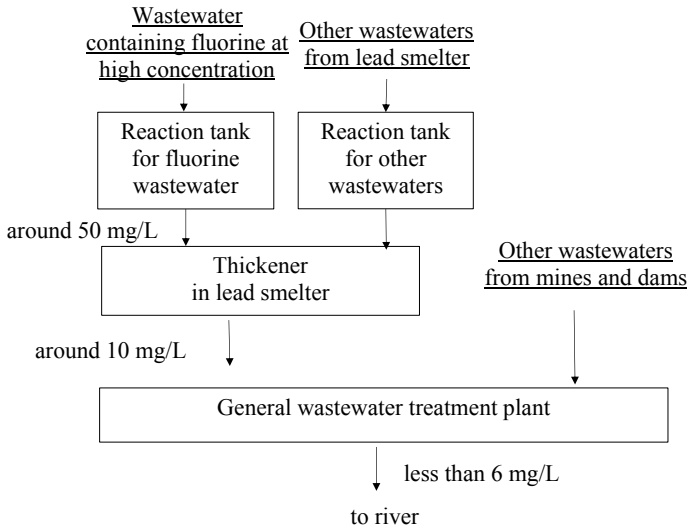 Wastewater
containing fluorine at
high concentration
Other wastewaters
from lead smelter
Reaction tank
for fluorine
wastewater
Reaction tank
for other
wastewaters
around 50 mg/L
Thickener
in lead smelter
Other wastewaters
from mines and dams
around 10 mg/L
General wastewater treatment plant
less than 6 mg/L
to river